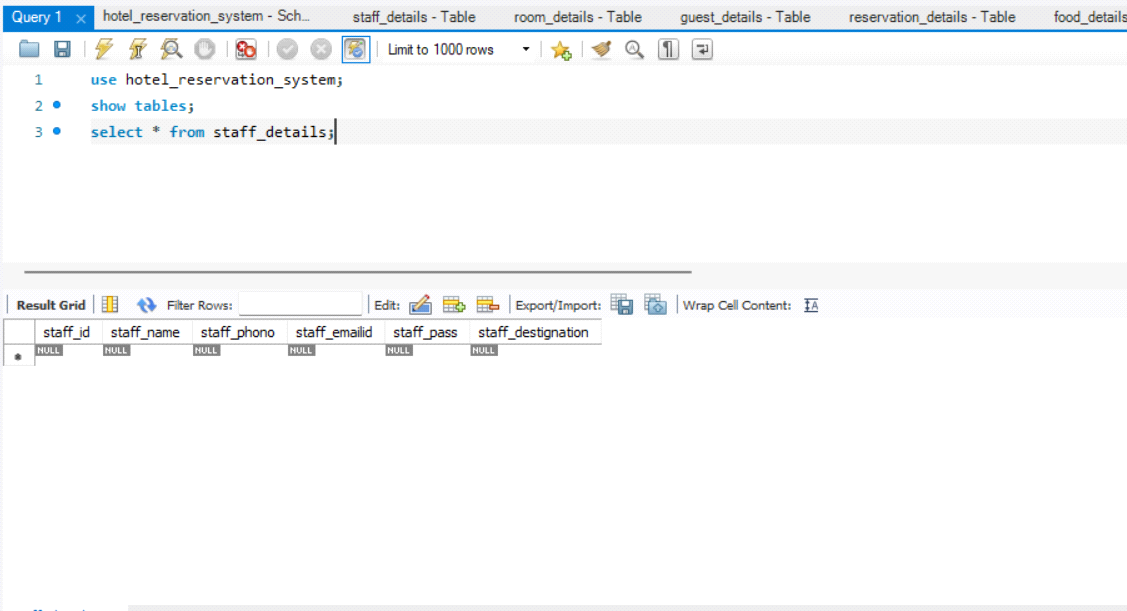 Query 1 hotel_reservation_system - Sch... staff_details - Table room_details - Table guest_details - Table reservation_details - Table food_details
Limit to 1000 rows
1 use hotel_reservation_system;
2 show tables;
3 select * from staff_details;
Result Grid Filter Rows: Edit: Export/Import: Wrap Cell Content:
staff_id staff_name staff_phono staff_emailid staff_pass staff_destignation
NULL NULL NULL NULL NULL NULL